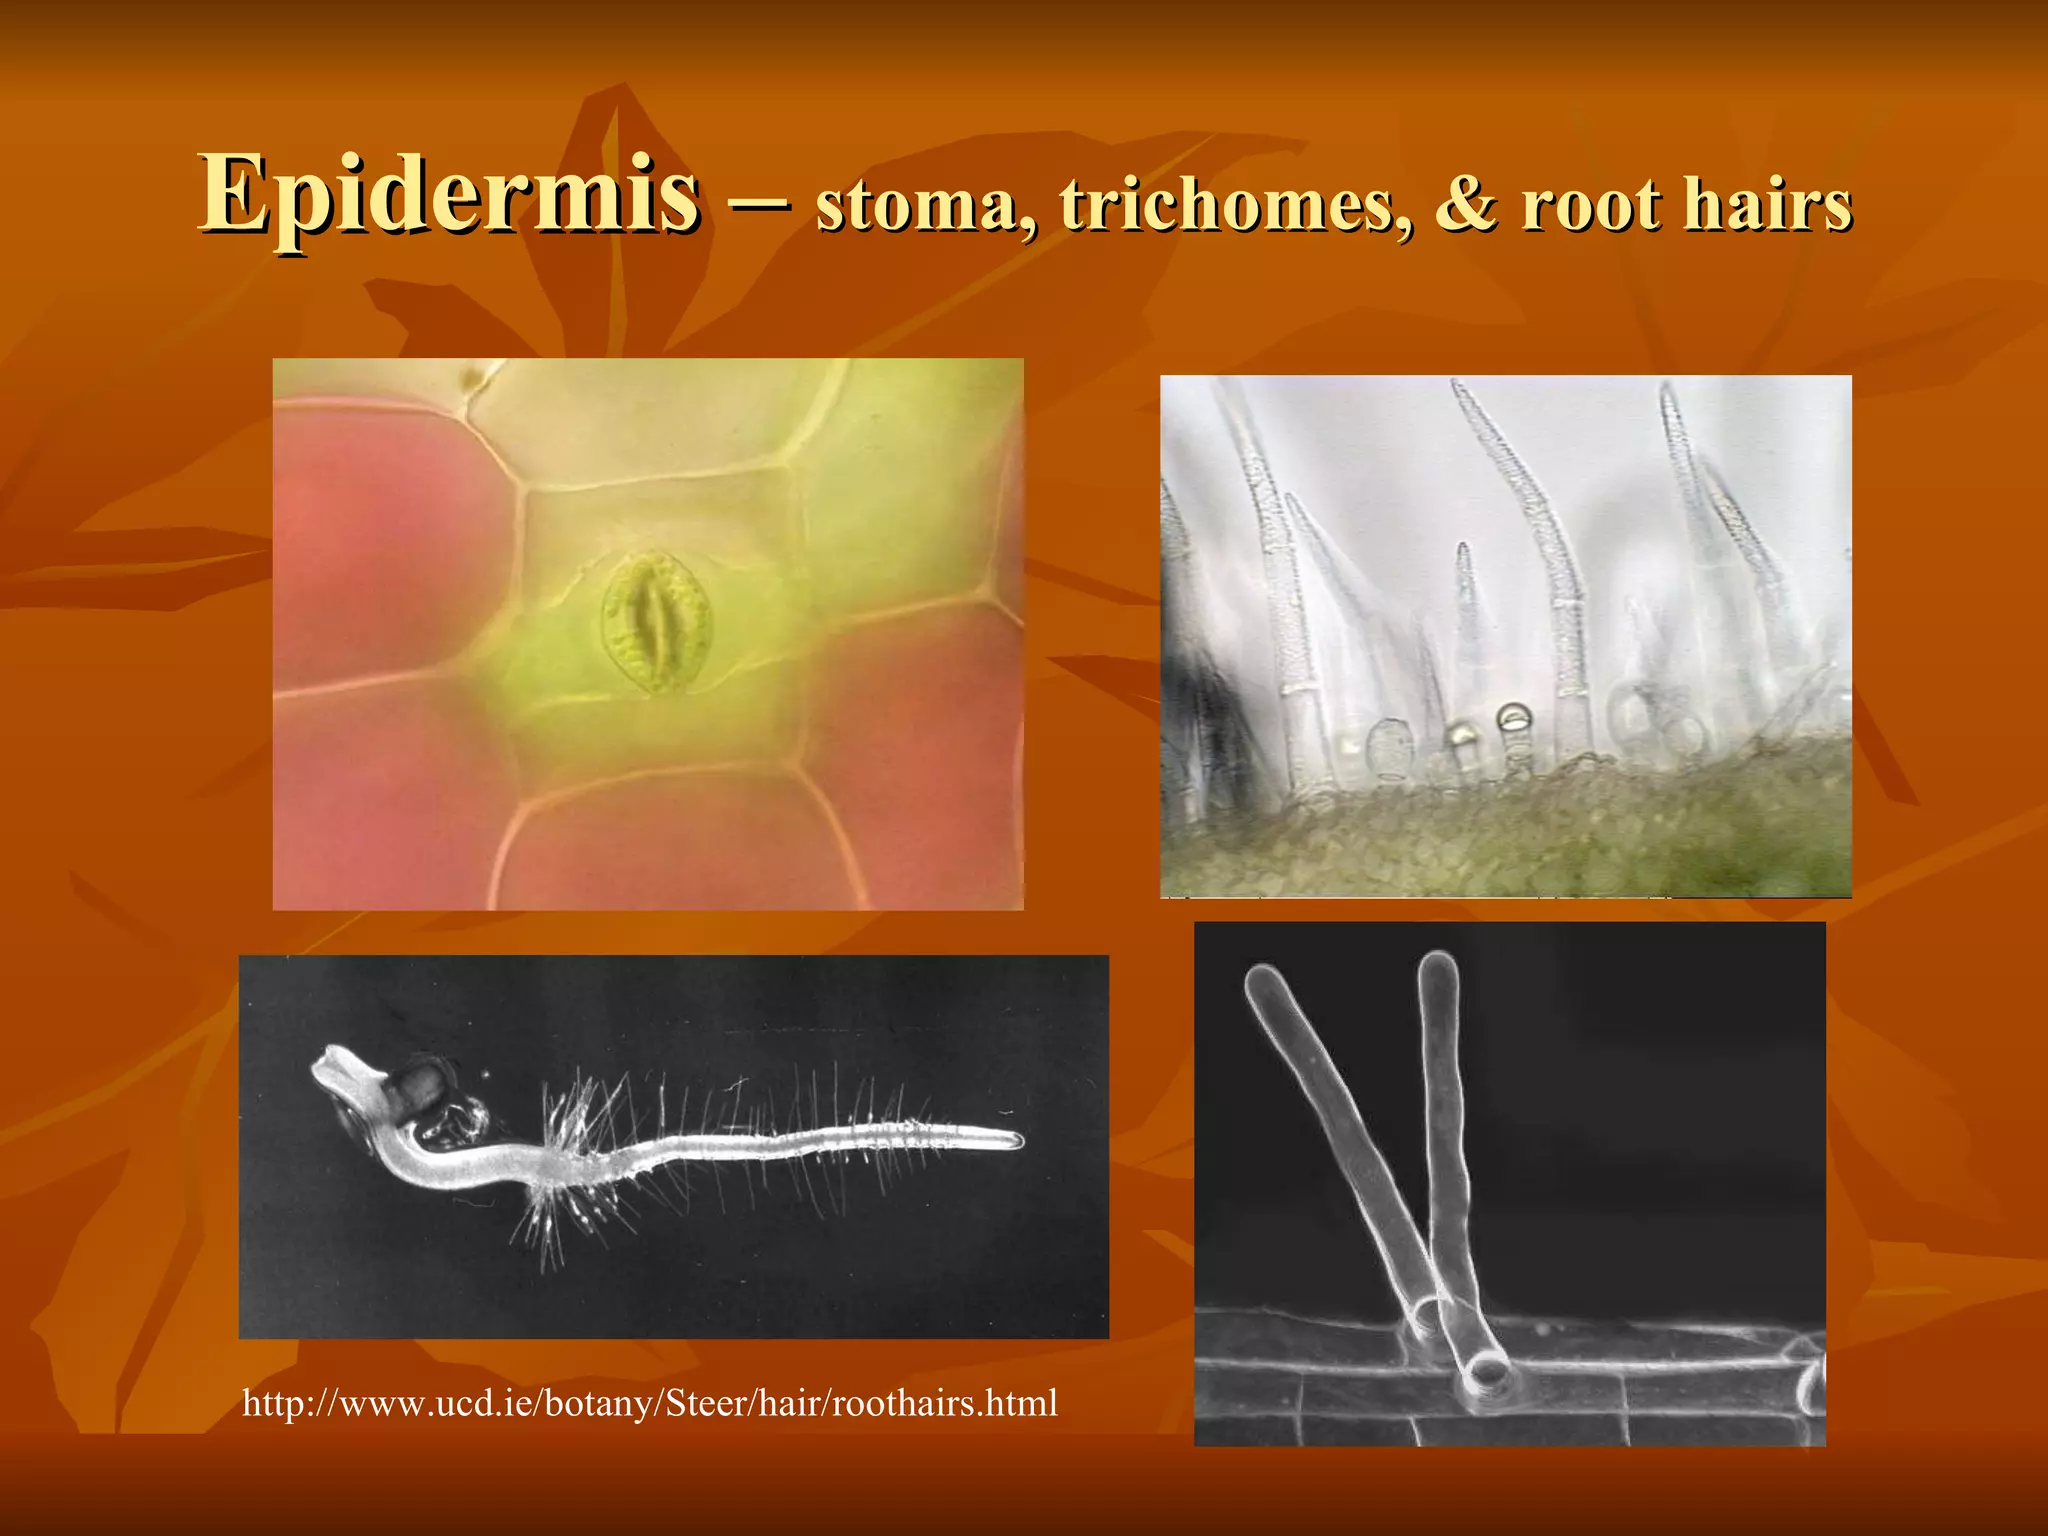 Epidermis – stoma, trichomes, & root hairs
http://www.ucd.ie/botany/Steer/hair/roothairs.html